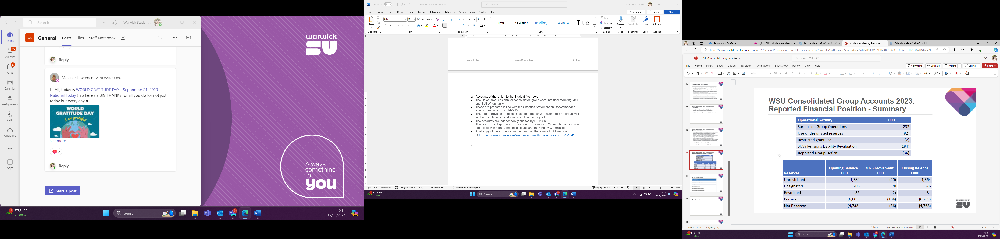 Search
Warwick Student...
WS
General
Posts
Files
Staff Notebook
Teams
35
Activity
6
Chat
Calendar
Assignments
Calls
OneDrive
Apps
Reply
Melanie Lawrence 21/09/2023 08:49
Hi All, today is WORLD GRATITUDE DAY - September 21, 2023 -
National Today ! So here's a BIG THANKS for all you do for not just
today but every day ♥
WORLD
GRATITUDE DAY
I am grateful
see more
2
Reply
Start a post
warwick
SU
Always
something
for
you
1
FTSE 100
+0.09%
Search
9+
12:14
19/06/2024
AutoSave Off
Minute Format Sheet 2022
Search
Marie Claire Churchill
File Home Insert Draw Design Layout References Mailings Review View Add-ins Help
Comments Editing Share
Paste
Arial 12
Normal
No Spacing
Heading 1
Heading 2
Title
Find
Replace
Select
Dictate
Sensitivity
Editor
Add-ins
Clipboard
Font
Paragraph
Styles
Editing
Voice
Sensitivity
Editor
Add-ins
Report title Board/Committee Author
3. Accounts of the Union to the Student Members
• The Union produces annual consolidated group accounts (incorporating MSL
and SUSW) annually.
• These are prepared in line with the Charities Statement on Recommended
Practice and in line with FRS102.
• The report provides a Trustees Report together with a strategic report as well
as the main financial statements and supporting notes.
• The accounts are independently audited by RSM UK.
• The WSU Board approved the accounts in January 2024 and these have now
been filed with both Companies House and the Charity Commission
• A full copy of the accounts can be found on the Warwick SU website
at https://www.warwicksu.com/your-union/how-the-su-works/finances/22-23/
4.
Page 2 of 2 1054 words English (United States) Text Predictions: On Accessibility: Investigate
Display Settings Focus 100%
FTSE 100
+0.09%
Search
12:14
19/06/2024
Recordings - OneDrive
HOLD_ All Members Meetin
Email - Marie Claire Churchill - O
All Member Meeting Pres.pptx
Calendar - Marie Claire Churchill
All Member Meeting Pres
Search (Alt + Q)
File Home Insert Draw Design Transitions Animations Slide Show Review View Help
Comments Catch up Present Editing Share
Calibri 18
10
11
12
13
14
15
Questions?
16
WSU Consolidated Group Accounts 2023:
Reported Financial Position - Summary
Operational Activity £000
Surplus on Group Operations 232
Use of designated reserves (82)
Restricted grant use (2)
SUSS Pensions Liability Revaluation (184)
Reported Group Deficit (36)
Reserves Opening Balance £000 2023 Movement £000 Closing Balance £000
Unrestricted 1,584 (20) 1,564
Designated 206 170 376
Restricted 83 (2) 81
Pension (6,605) (184) (6,789)
Net Reserves (4,732) (36) (4,768)
warwick
SU
Slide 13 of 16 English (U.S.)
Notes
Give Feedback to Microsoft
91%
FTSE 100
+0.09%
Search
12:14
19/06/2024